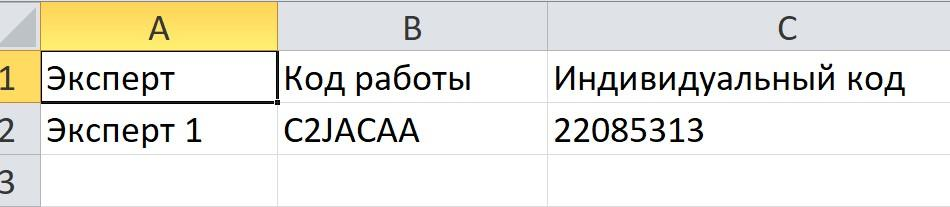 A B C
1 Эксперт Код работы Индивидуальный код
2 Эксперт 1 C2JACAA 22085313
3